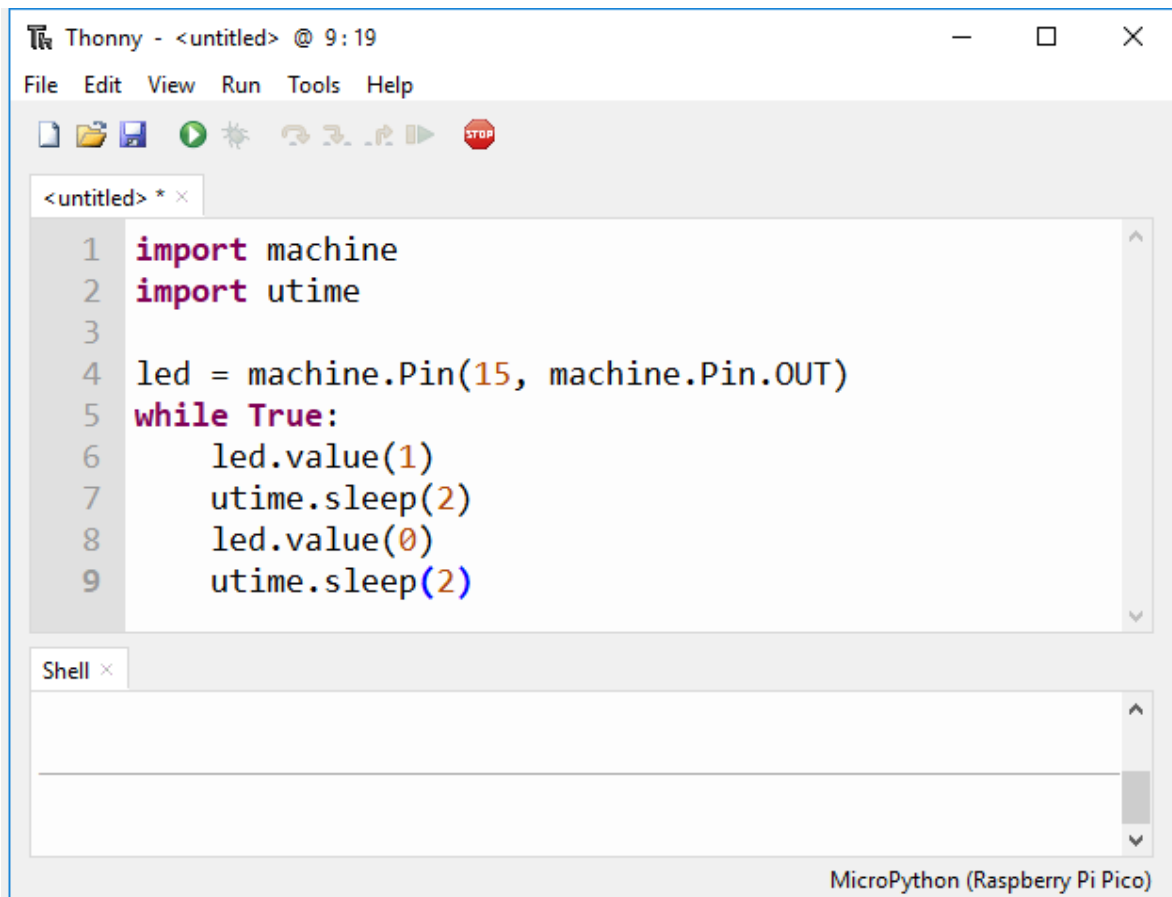 Thonny - <untitled> @ 9:19
File Edit View Run Tools Help
STOP
<untitled> *
1 import machine
2 import utime
3
4 led = machine.Pin(15, machine.Pin.OUT)
5 while True:
6     led.value(1)
7     utime.sleep(2)
8     led.value(0)
9     utime.sleep(2)
Shell
MicroPython (Raspberry Pi Pico)